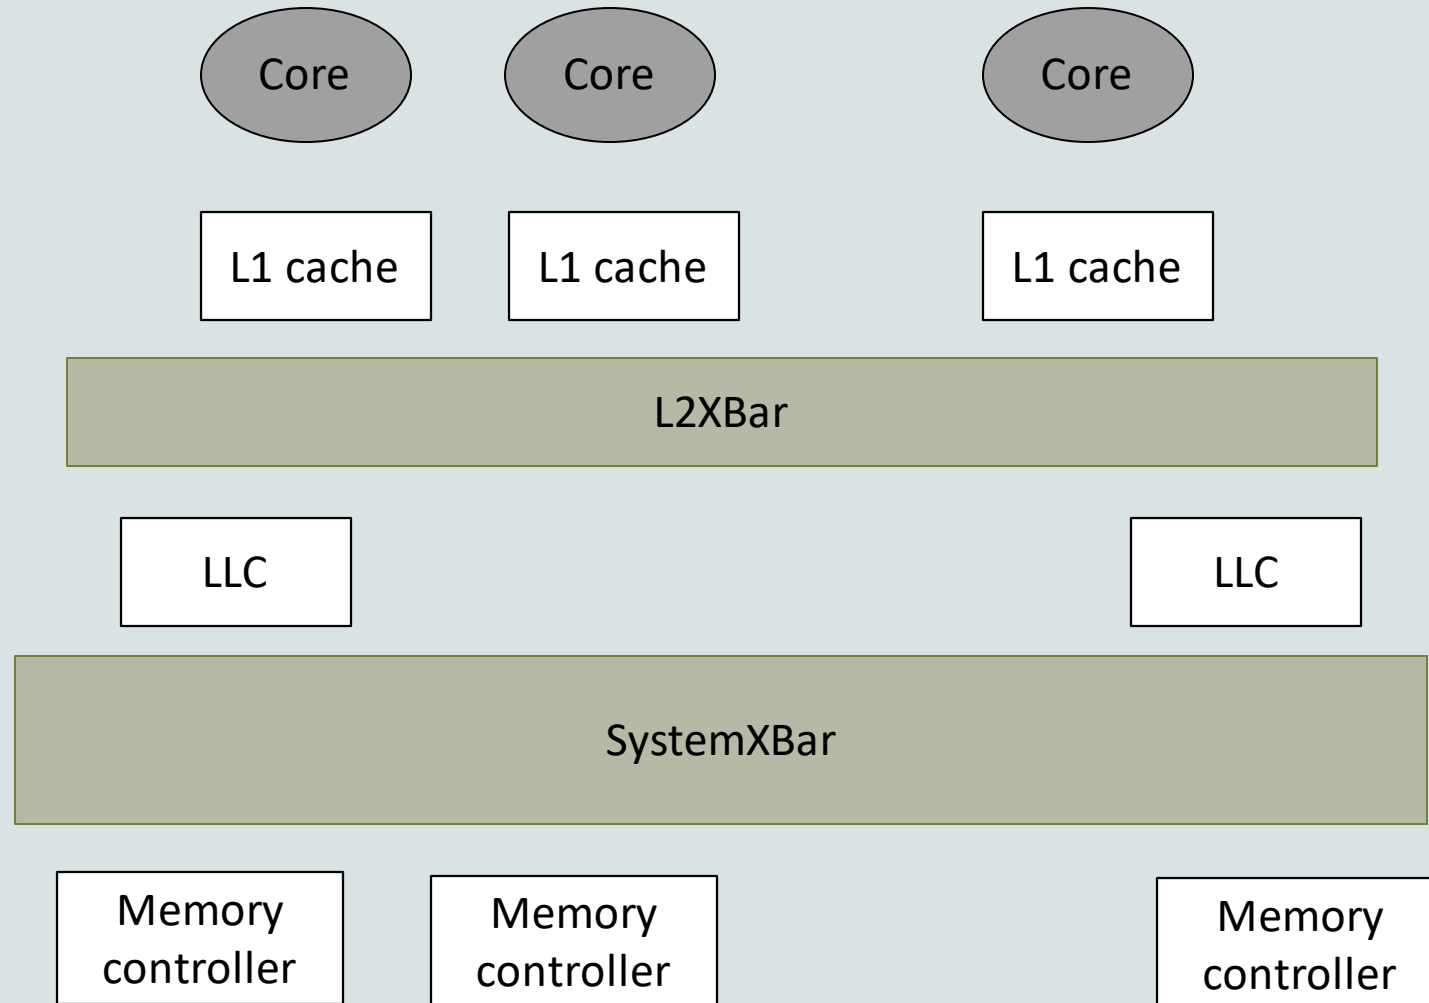 Core
Core
Core
L1 cache
L1 cache
L1 cache
L2XBar
LLC
LLC
SystemXBar
Memory
controller
Memory
controller
Memory
controller